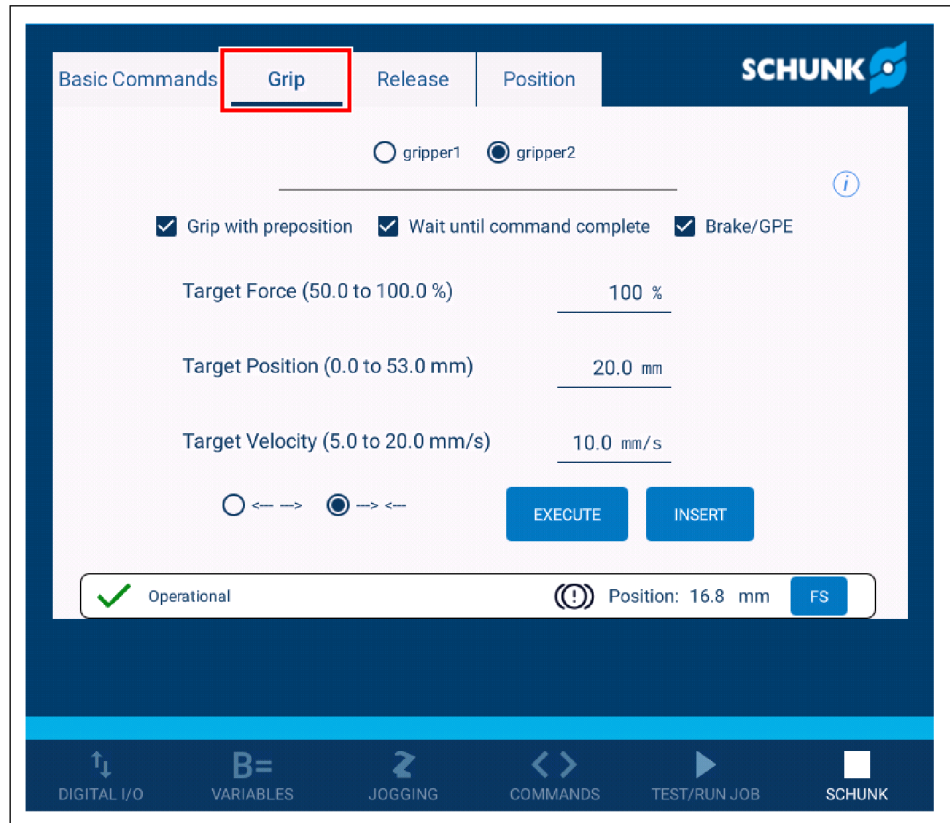 Basic Commands Grip Release Position SCHUNK
gripper1 gripper2
i
Grip with preposition Wait until command complete Brake/GPE
Target Force (50.0 to 100.0 %) 100 %
Target Position (0.0 to 53.0 mm) 20.0 mm
Target Velocity (5.0 to 20.0 mm/s) 10.0 mm/s
<--- ---> ---> <--- EXECUTE INSERT
Operational (!) Position: 16.8 mm FS
B=
DIGITAL I/O VARIABLES JOGGING COMMANDS TEST/RUN JOB SCHUNK